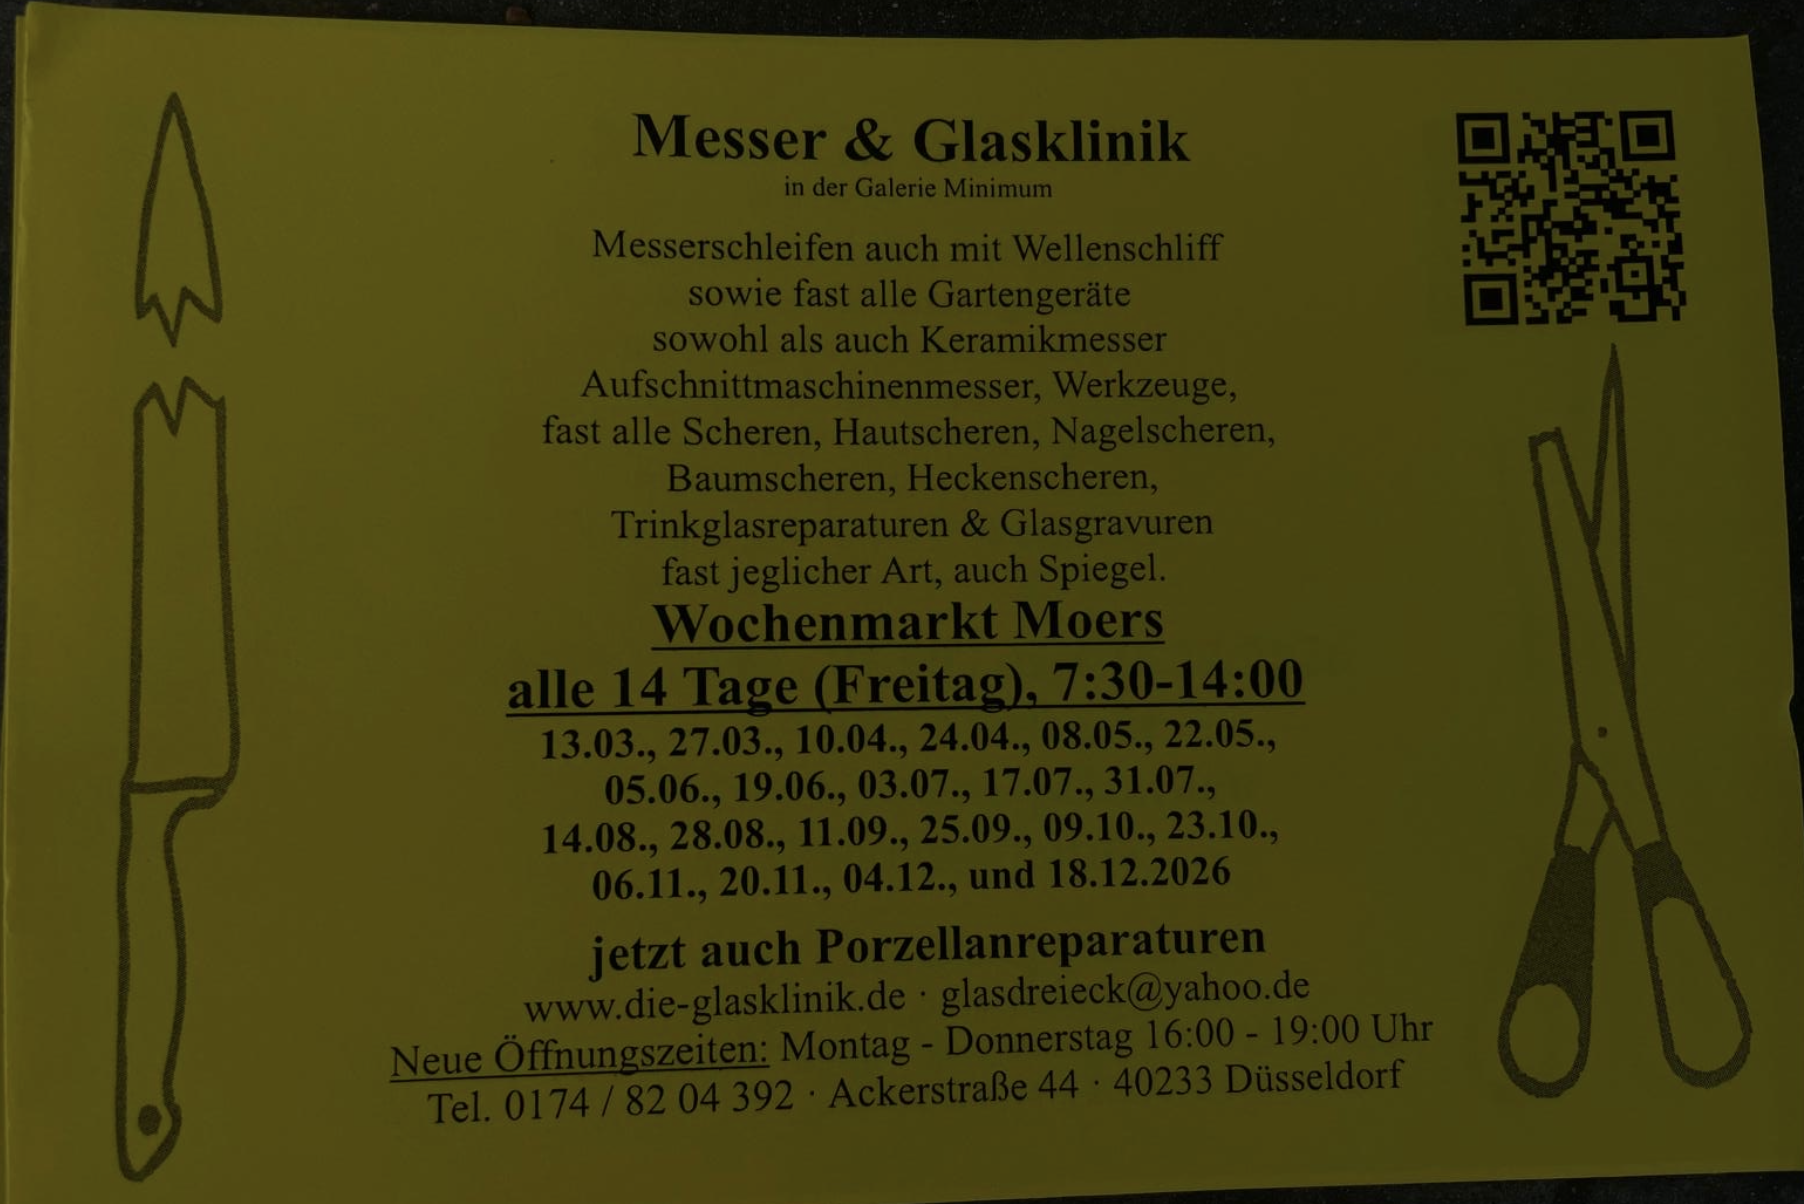 Messer & Glasklinik
in der Galerie Minimum
Messerschleifen auch mit Wellenschliff
sowie fast alle Gartengeräte
sowohl als auch Keramikmesser
Aufschnittmaschinenmesser, Werkzeuge,
fast alle Scheren, Hautscheren, Nagelscheren,
Baumscheren, Heckenscheren,
Trinkglasreparaturen & Glasgravuren
fast jeglicher Art, auch Spiegel.
Wochenmarkt Moers
alle 14 Tage (Freitag), 7:30-14:00
13.03., 27.03., 10.04., 24.04., 08.05., 22.05.,
05.06., 19.06., 03.07., 17.07., 31.07.,
14.08., 28.08., 11.09., 25.09., 09.10., 23.10.,
06.11., 20.11., 04.12., und 18.12.2026
jetzt auch Porzellanreparaturen
www.die-glasklinik.de · glasdreieck@yahoo.de
Neue Öffnungszeiten: Montag - Donnerstag 16:00 - 19:00 Uhr
Tel. 0174 / 82 04 392 · Ackerstraße 44 · 40233 Düsseldorf